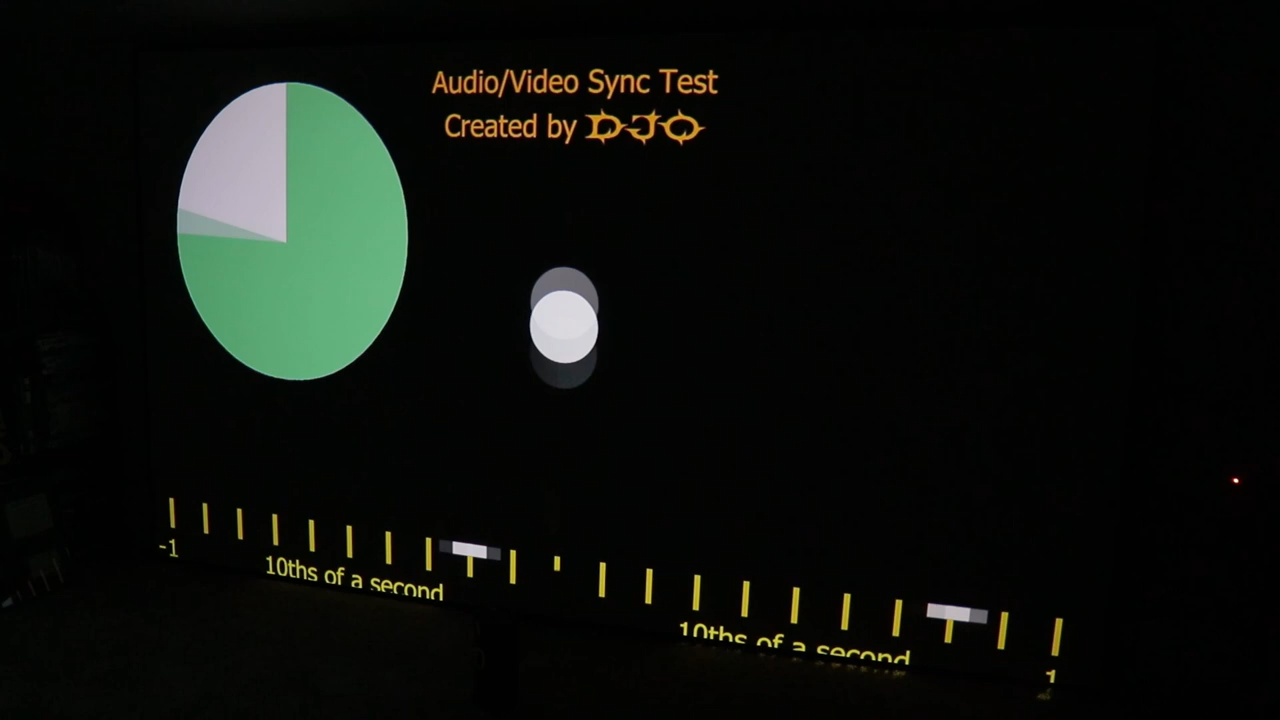 Audio/Video Sync Test
Created by DJO
-1
10ths of a second
10ths of a second
1